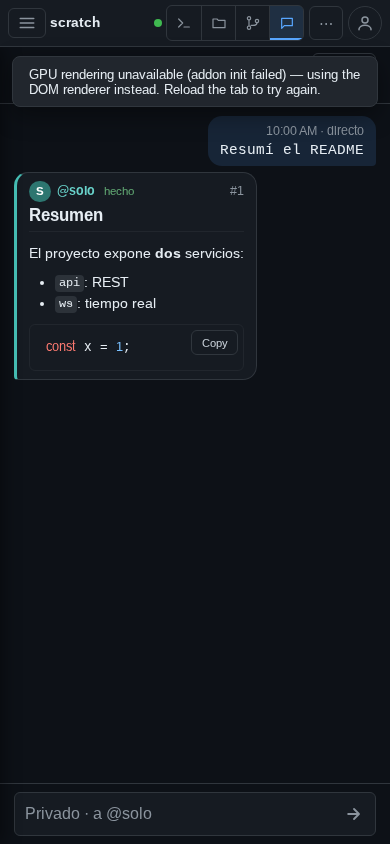 scratch
GPU rendering unavailable (addon init failed) — using the
DOM renderer instead. Reload the tab to try again.
10:00 AM · directo
Resumí el README
S @solo hecho #1
Resumen
El proyecto expone dos servicios:
• api: REST
• ws: tiempo real
const x = 1;
Copy
Privado · a @solo